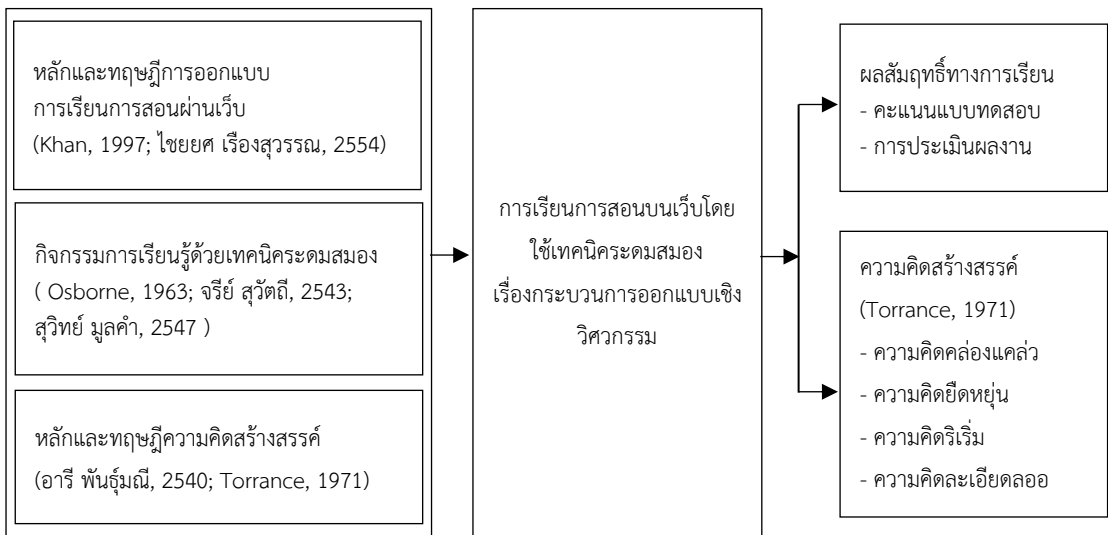 หลักและทฤษฎีการออกแบบ
การเรียนการสอนผ่านเว็บ
(Khan, 1997; ไชยยศ เรืองสุวรรณ, 2554)
กิจกรรมการเรียนรู้ด้วยเทคนิคระดมสมอง
( Osborne, 1963; จรีย์ สุวัตถี, 2543;
สุวิทย์ มูลคำ, 2547 )
หลักและทฤษฎีความคิดสร้างสรรค์
(อารี พันธุ์มณี, 2540; Torrance, 1971)
การเรียนการสอนบนเว็บโดย
ใช้เทคนิคระดมสมอง
เรื่องกระบวนการออกแบบเชิง
วิศวกรรม
ผลสัมฤทธิ์ทางการเรียน
- คะแนนแบบทดสอบ
- การประเมินผลงาน
ความคิดสร้างสรรค์
(Torrance, 1971)
- ความคิดคล่องแคล่ว
- ความคิดยืดหยุ่น
- ความคิดริเริ่ม
- ความคิดละเอียดลออ